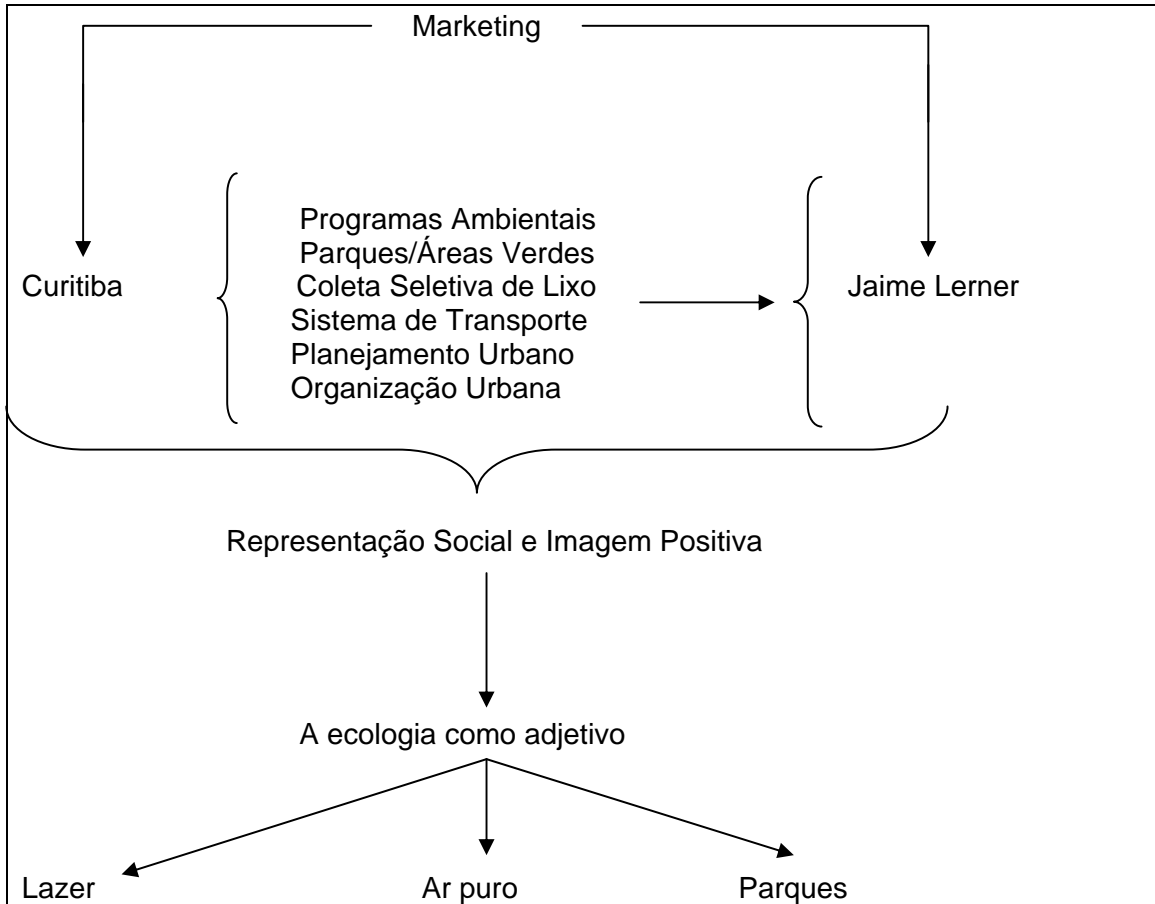 Marketing
Programas Ambientais
Parques/Áreas Verdes
Curitiba
Coleta Seletiva de Lixo
Jaime Lerner
Sistema de Transporte
Planejamento Urbano
Organização Urbana
Representação Social e Imagem Positiva
A ecologia como adjetivo
Lazer
Ar puro
Parques